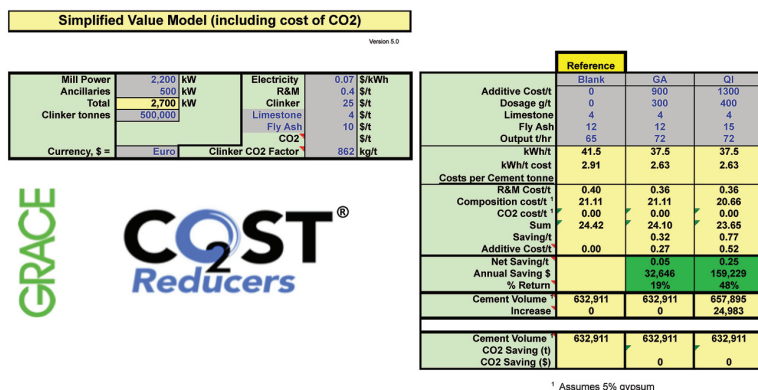 Simplified Value Model (including cost of CO2)
Version 5.0
Mill Power 2,200 kW Electricity 0.07 $/kWh
Ancillaries 500 kW R&M 0.4 $/t
Total 2,700 kW Clinker 25 $/t
Clinker tonnes 500,000 Limestone 4 $/t
Fly Ash 10 $/t
CO2 $/t
Currency, $ = Euro Clinker CO2 Factor 862 kg/t
GRACE
CO2ST®
Reducers
Reference
Blank GA QI
Additive Cost/t 0 900 1300
Dosage g/t 0 300 400
Limestone 4 4 4
Fly Ash 12 12 15
Output t/hr 65 72 72
kWh/t 41.5 37.5 37.5
kWh/t cost 2.91 2.63 2.63
Costs per Cement tonne
R&M Cost/t 0.40 0.36 0.36
Composition cost/t ¹ 21.11 21.11 20.66
CO2 cost/t ¹ 0.00 0.00 0.00
Sum 24.42 24.10 23.65
Saving/t 0.32 0.77
Additive Cost/t 0.00 0.27 0.52
Net Saving/t 0.05 0.25
Annual Saving $ 32,646 159,229
% Return 19% 48%
Cement Volume ¹ 632,911 632,911 657,895
Increase 0 0 24,983
Cement Volume ¹ 632,911 632,911 632,911
CO2 Saving (t)
CO2 Saving ($) 0 0
¹ Assumes 5% gypsum